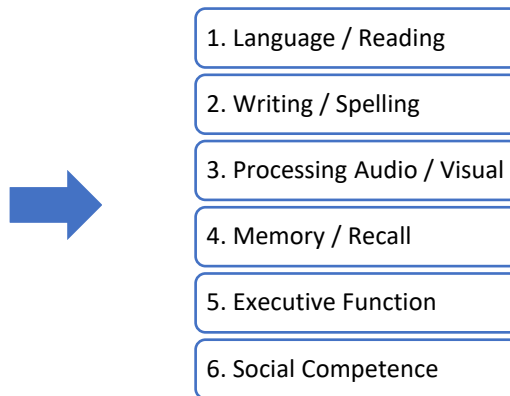 1. Language / Reading
2. Writing / Spelling
3. Processing Audio / Visual
4. Memory / Recall
5. Executive Function
6. Social Competence